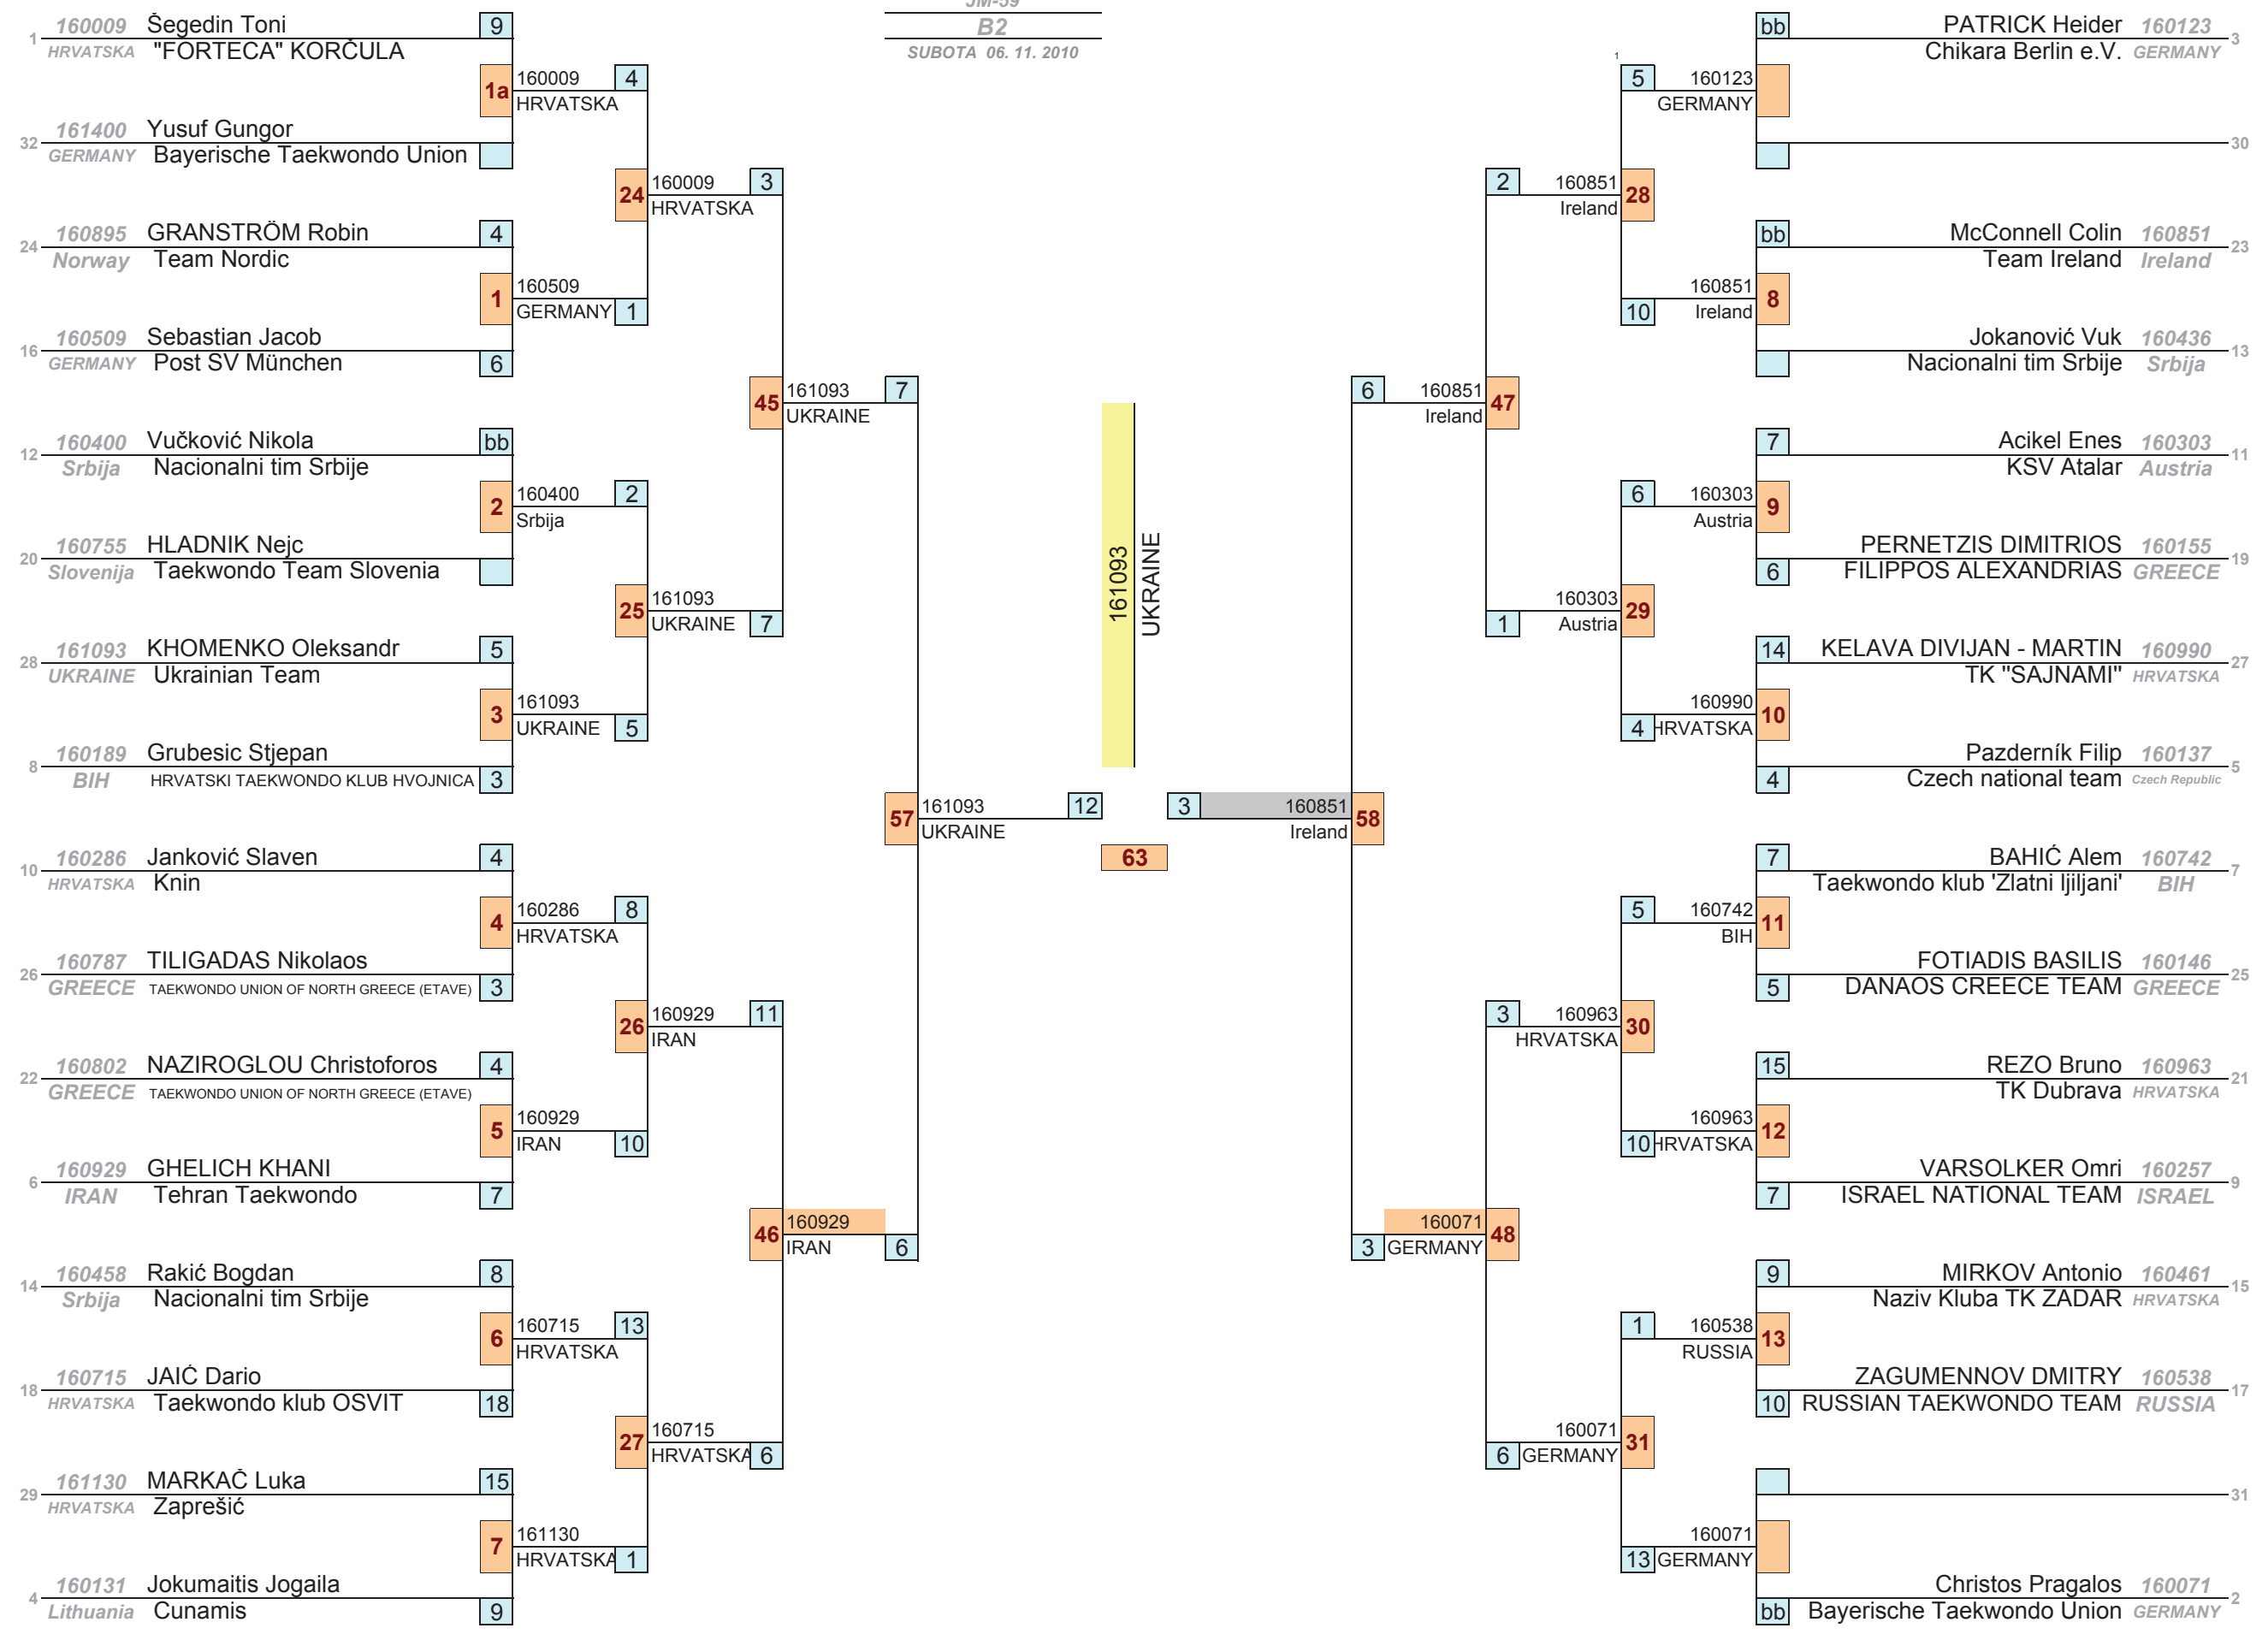 JM-59
B2
SUBOTA 06. 11. 2010
1 160009 Šegedin Toni 9
HRVATSKA "FORTECA" KORČULA
1a 160009 4
HRVATSKA
32 161400 Yusuf Gungor
GERMANY Bayerische Taekwondo Union
24 160009 3
HRVATSKA
24 160895 GRANSTRÖM Robin 4
Norway Team Nordic
1 160509
GERMANY 1
16 160509 Sebastian Jacob
GERMANY Post SV München 6
45 161093 7
UKRAINE
12 160400 Vučković Nikola bb
Srbija Nacionalni tim Srbije
2 160400 2
Srbija
20 160755 HLADNIK Nejc
Slovenija Taekwondo Team Slovenia
25 161093
UKRAINE 7
28 161093 KHOMENKO Oleksandr 5
UKRAINE Ukrainian Team
3 161093
UKRAINE 5
8 160189 Grubesic Stjepan
BIH HRVATSKI TAEKWONDO KLUB HVOJNICA 3
57 161093 12
UKRAINE
10 160286 Janković Slaven 4
HRVATSKA Knin
4 160286 8
HRVATSKA
26 160787 TILIGADAS Nikolaos
GREECE TAEKWONDO UNION OF NORTH GREECE (ETAVE) 3
26 160929 11
IRAN
22 160802 NAZIROGLOU Christoforos 4
GREECE TAEKWONDO UNION OF NORTH GREECE (ETAVE)
5 160929
IRAN 10
6 160929 GHELICH KHANI
IRAN Tehran Taekwondo 7
46 160929
IRAN 6
14 160458 Rakić Bogdan 8
Srbija Nacionalni tim Srbije
6 160715 13
HRVATSKA
18 160715 JAIĆ Dario
HRVATSKA Taekwondo klub OSVIT 18
27 160715
HRVATSKA 6
29 161130 MARKAČ Luka 15
HRVATSKA Zaprešić
7 161130
HRVATSKA 1
4 160131 Jokumaitis Jogaila
Lithuania Cunamis 9
161093
UKRAINE
63
bb PATRICK Heider 160123 3
Chikara Berlin e.V. GERMANY
1
5 160123
GERMANY
30
2 160851 28
Ireland
bb McConnell Colin 160851 23
Team Ireland Ireland
160851 8
10 Ireland
Jokanović Vuk 160436 13
Nacionalni tim Srbije Srbija
6 160851 47
Ireland
7 Acikel Enes 160303 11
KSV Atalar Austria
6 160303 9
Austria
PERNETZIS DIMITRIOS 160155 19
6 FILIPPOS ALEXANDRIAS GREECE
160303 29
1 Austria
14 KELAVA DIVIJAN - MARTIN 160990 27
TK "SAJNAMI" HRVATSKA
160990 10
4 HRVATSKA
Pazderník Filip 160137 5
4 Czech national team Czech Republic
3 160851 58
Ireland
7 BAHIĆ Alem 160742 7
Taekwondo klub 'Zlatni ljiljani' BIH
5 160742 11
BIH
FOTIADIS BASILIS 160146 25
5 DANAOS CREECE TEAM GREECE
3 160963 30
HRVATSKA
15 REZO Bruno 160963 21
TK Dubrava HRVATSKA
160963 12
10 HRVATSKA
VARSOLKER Omri 160257 9
7 ISRAEL NATIONAL TEAM ISRAEL
160071 48
3 GERMANY
9 MIRKOV Antonio 160461 15
Naziv Kluba TK ZADAR HRVATSKA
1 160538 13
RUSSIA
ZAGUMENNOV DMITRY 160538 17
10 RUSSIAN TAEKWONDO TEAM RUSSIA
160071 31
6 GERMANY
31
160071
13 GERMANY
Christos Pragalos 160071 2
bb Bayerische Taekwondo Union GERMANY